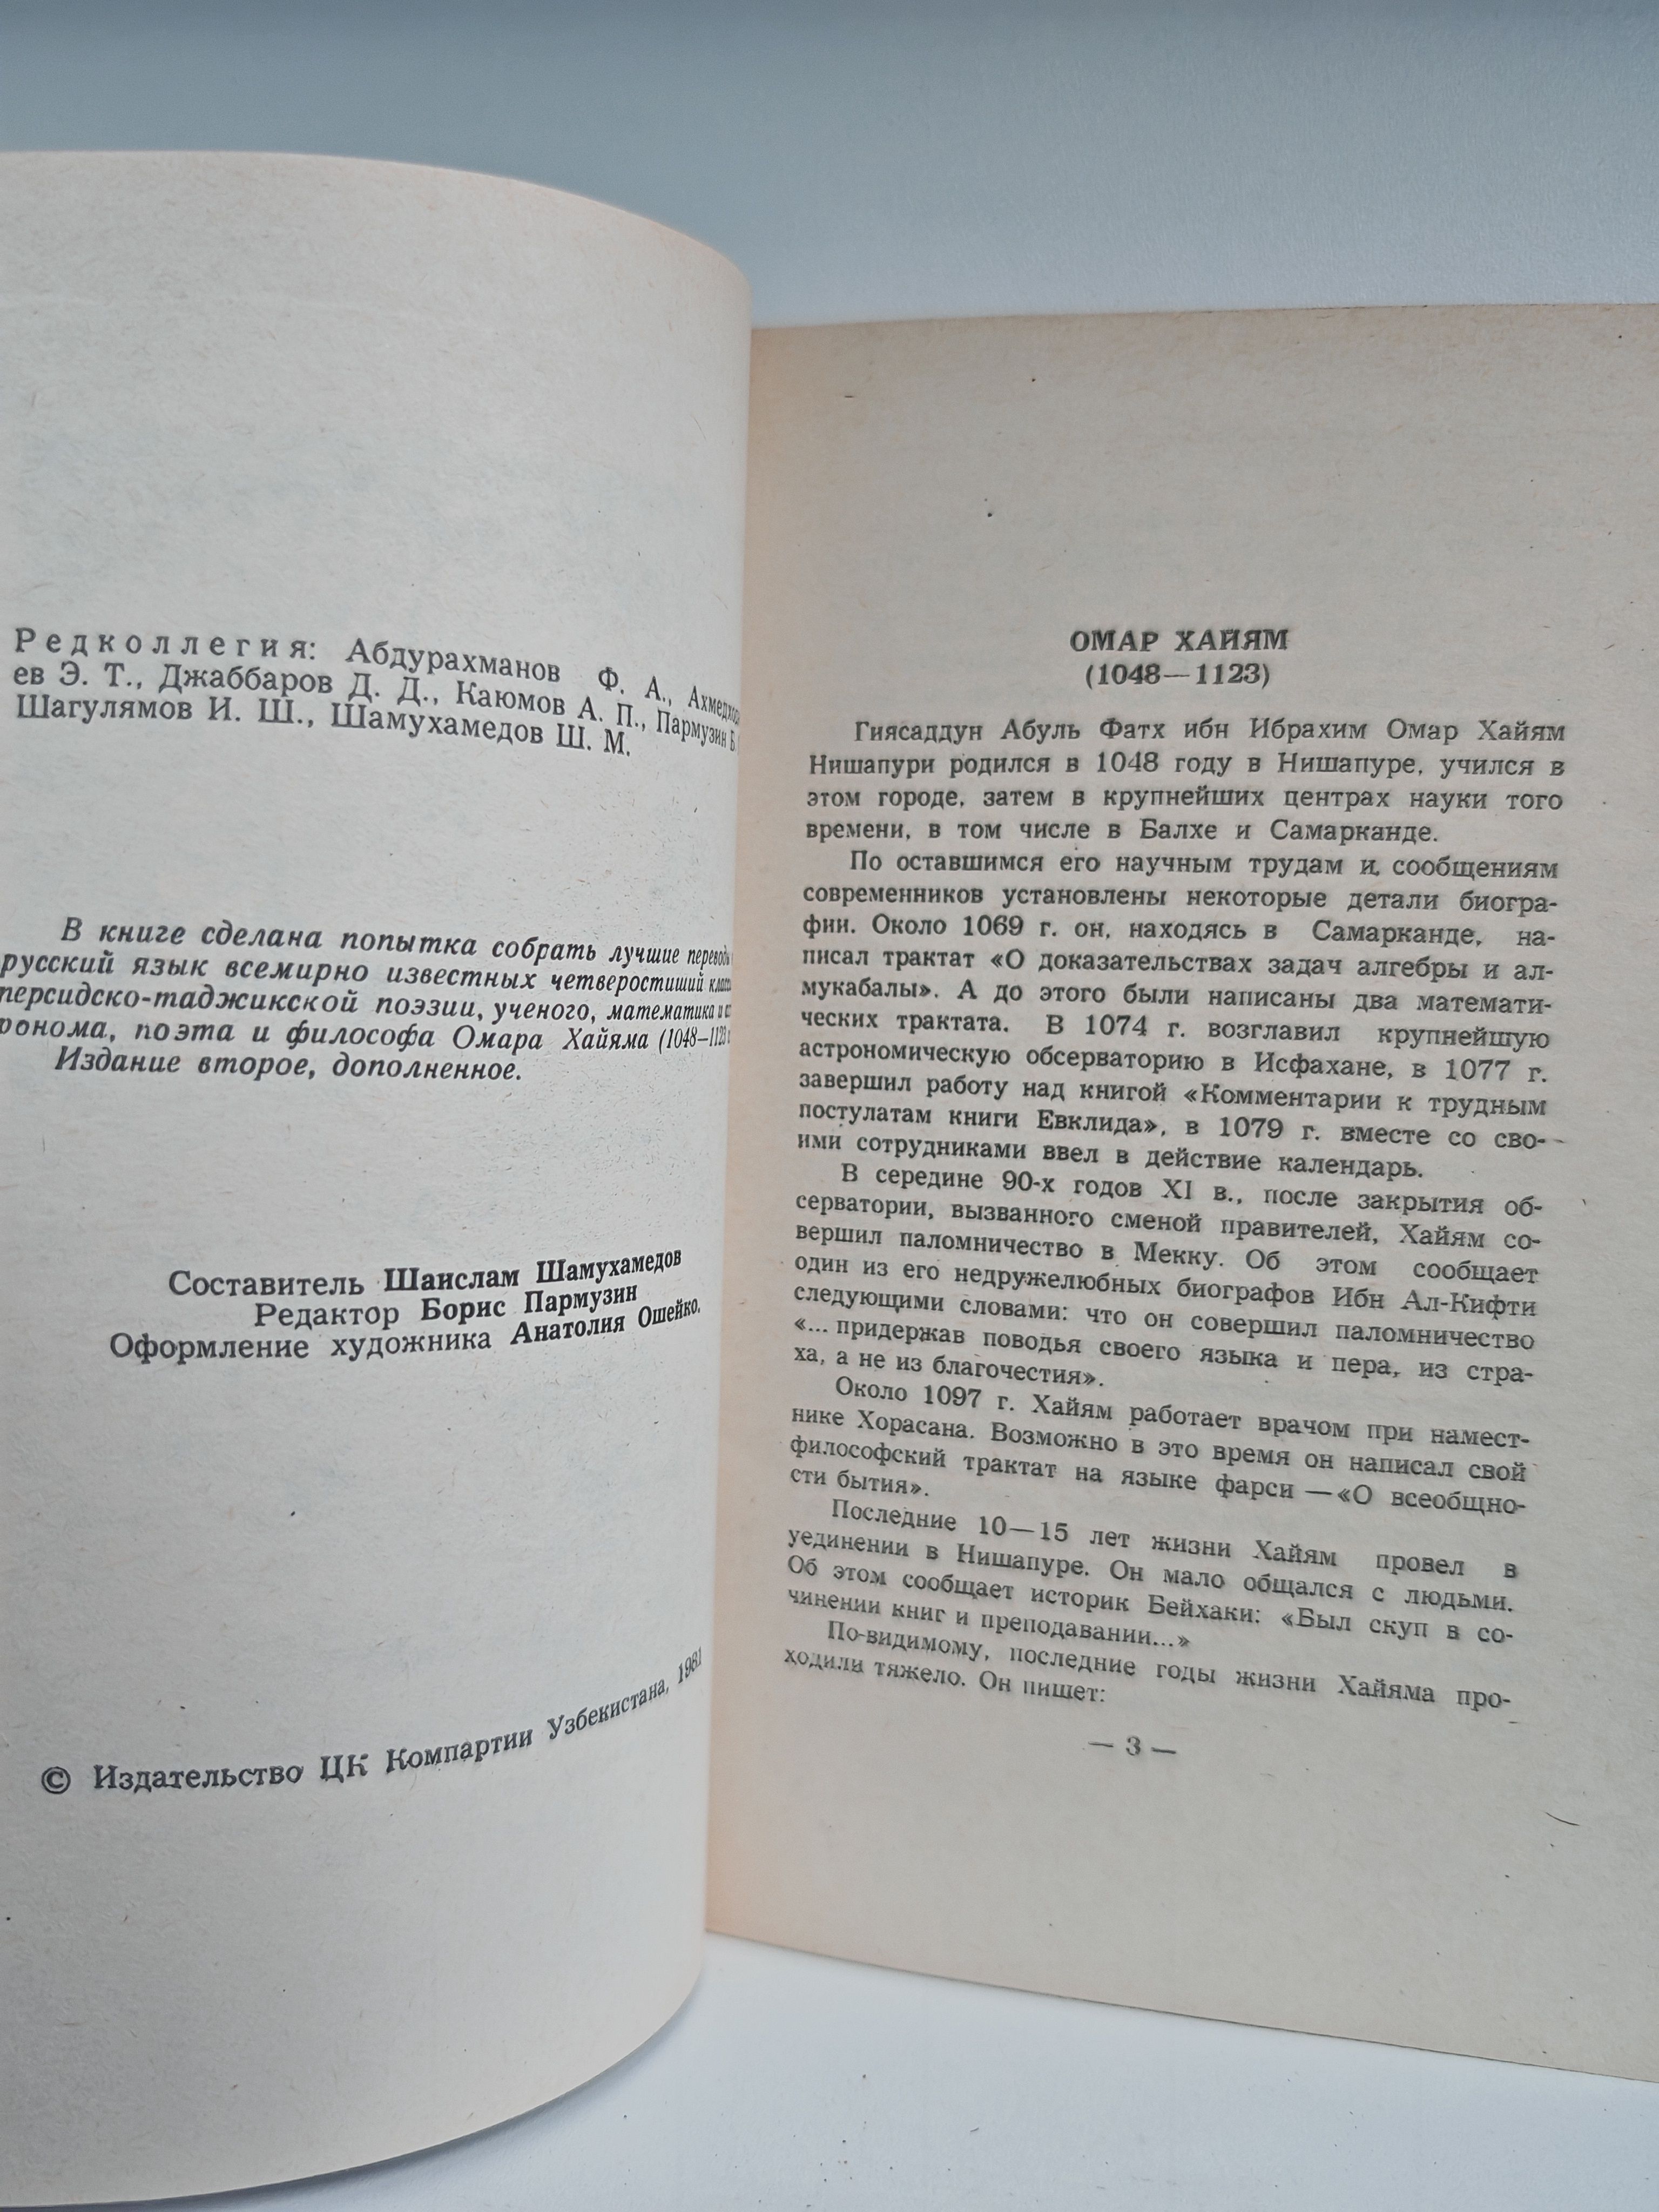 Редколлегия: Абдурахманов Ф. А.,
ев Э. Т., Джаббаров Д. Д., Каюмов А. П., Пармузин Б.
Шагулямов И. Ш., Шамухамедов Ш. М.
В книге сделана попытка собрать лучшие
русский язык всемирно известных четверостиший
персидско-таджикской поэзии, ученого, математика и
ронома, поэта и философа Омара Хайяма (1048—1123
Издание второе, дополненное.
Составитель Шаислам Шамухамедов
Редактор Борис Пармузин
Оформление художника Анатолия Ошейко.
© Издательство ЦК Компартии Узбекистана, 1981
ОМАР ХАЙЯМ
(1048—1123)
Гиясаддун Абуль Фатх ибн Ибрахим Омар Хайям
Нишапури родился в 1048 году в Нишапуре, учился в
этом городе, затем в крупнейших центрах науки того
времени, в том числе в Балхе и Самарканде.
По оставшимся его научным трудам и сообщениям
современников установлены некоторые детали биогра-
фии. Около 1069 г. он, находясь в Самарканде, на-
писал трактат «О доказательствах задач алгебры и ал-
мукабалы». А до этого были написаны два математи-
ческих трактата. В 1074 г. возглавил крупнейшую
астрономическую обсерваторию в Исфахане, в 1077 г.
завершил работу над книгой «Комментарии к трудным
постулатам книги Евклида», в 1079 г. вместе со сво-
ими сотрудниками ввел в действие календарь.
В середине 90-х годов XI в., после закрытия об-
серватории, вызванного сменой правителей, Хайям со-
вершил паломничество в Мекку. Об этом сообщает
один из его недружелюбных биографов Ибн Ал-Кифти
следующими словами: что он совершил паломничество
«... придержав поводья своего языка и пера, из стра-
ха, а не из благочестия».
Около 1097 г. Хайям работает врачом при намест-
нике Хорасана. Возможно в это время он написал свой
философский трактат на языке фарси —«О всеобщно-
сти бытия».
Последние 10—15 лет жизни Хайям провел в
уединении в Нишапуре. Он мало общался с людьми.
Об этом сообщает историк Бейхаки: «Был скуп в со-
чинении книг и преподавании...»
По-видимому, последние годы жизни Хайяма про-
ходили тяжело. Он пишет:
— 3 —